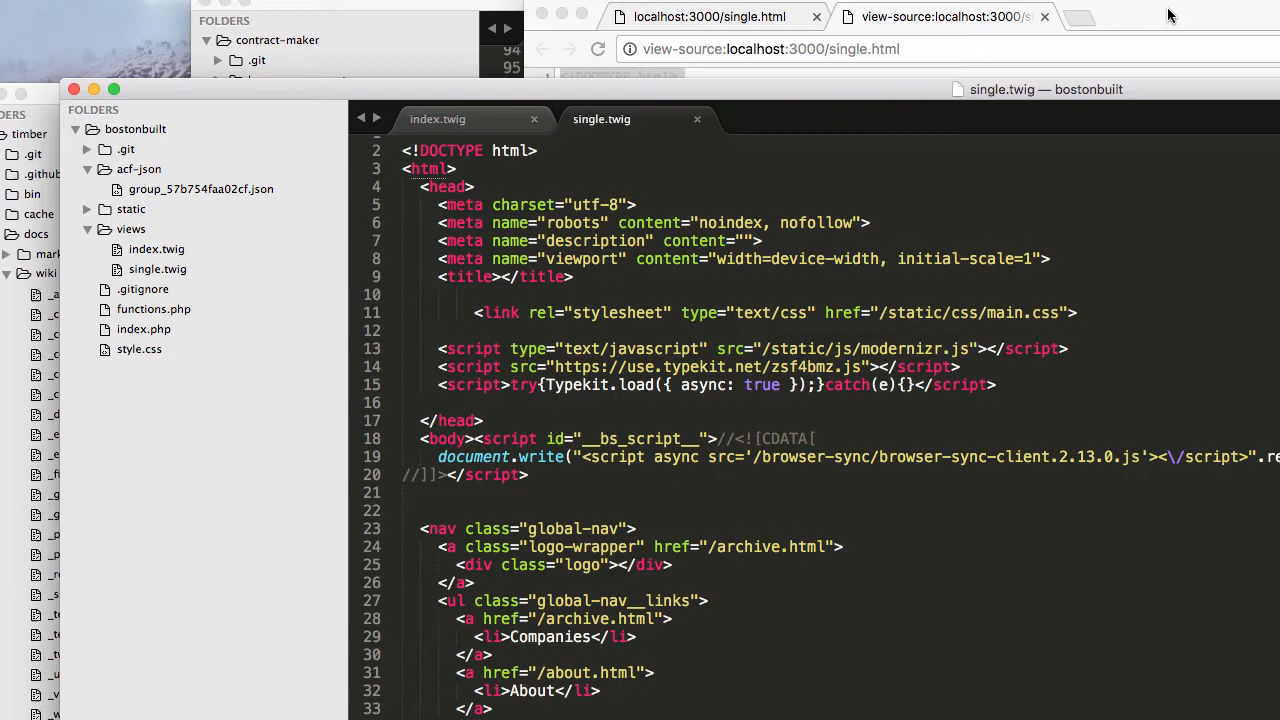 FOLDERS
contract-maker
.git
94
95
localhost:3000/single.html
view-source:localhost:3000/si
view-source:localhost:3000/single.html
1 <!DOCTYPE html>
DERS
timber
.git
.github
bin
cache
docs
mark
wiki
single.twig — bostonbuilt
FOLDERS
bostonbuilt
.git
acf-json
group_57b754faa02cf.json
static
views
index.twig
single.twig
.gitignore
functions.php
index.php
style.css
index.twig
single.twig
2 <!DOCTYPE html>
3 <html>
4 <head>
5 <meta charset="utf-8">
6 <meta name="robots" content="noindex, nofollow">
7 <meta name="description" content="">
8 <meta name="viewport" content="width=device-width, initial-scale=1">
9 <title></title>
10
11 <link rel="stylesheet" type="text/css" href="/static/css/main.css">
12
13 <script type="text/javascript" src="/static/js/modernizr.js"></script>
14 <script src="https://use.typekit.net/zsf4bmz.js"></script>
15 <script>try{Typekit.load({ async: true });}catch(e){}</script>
16
17 </head>
18 <body><script id="__bs_script__">//<![CDATA[
19 document.write("<script async src='/browser-sync/browser-sync-client.2.13.0.js'><\/script>".re
20 //]]></script>
21
22
23 <nav class="global-nav">
24 <a class="logo-wrapper" href="/archive.html">
25 <div class="logo"></div>
26 </a>
27 <ul class="global-nav__links">
28 <a href="/archive.html">
29 <li>Companies</li>
30 </a>
31 <a href="/about.html">
32 <li>About</li>
33 </a>